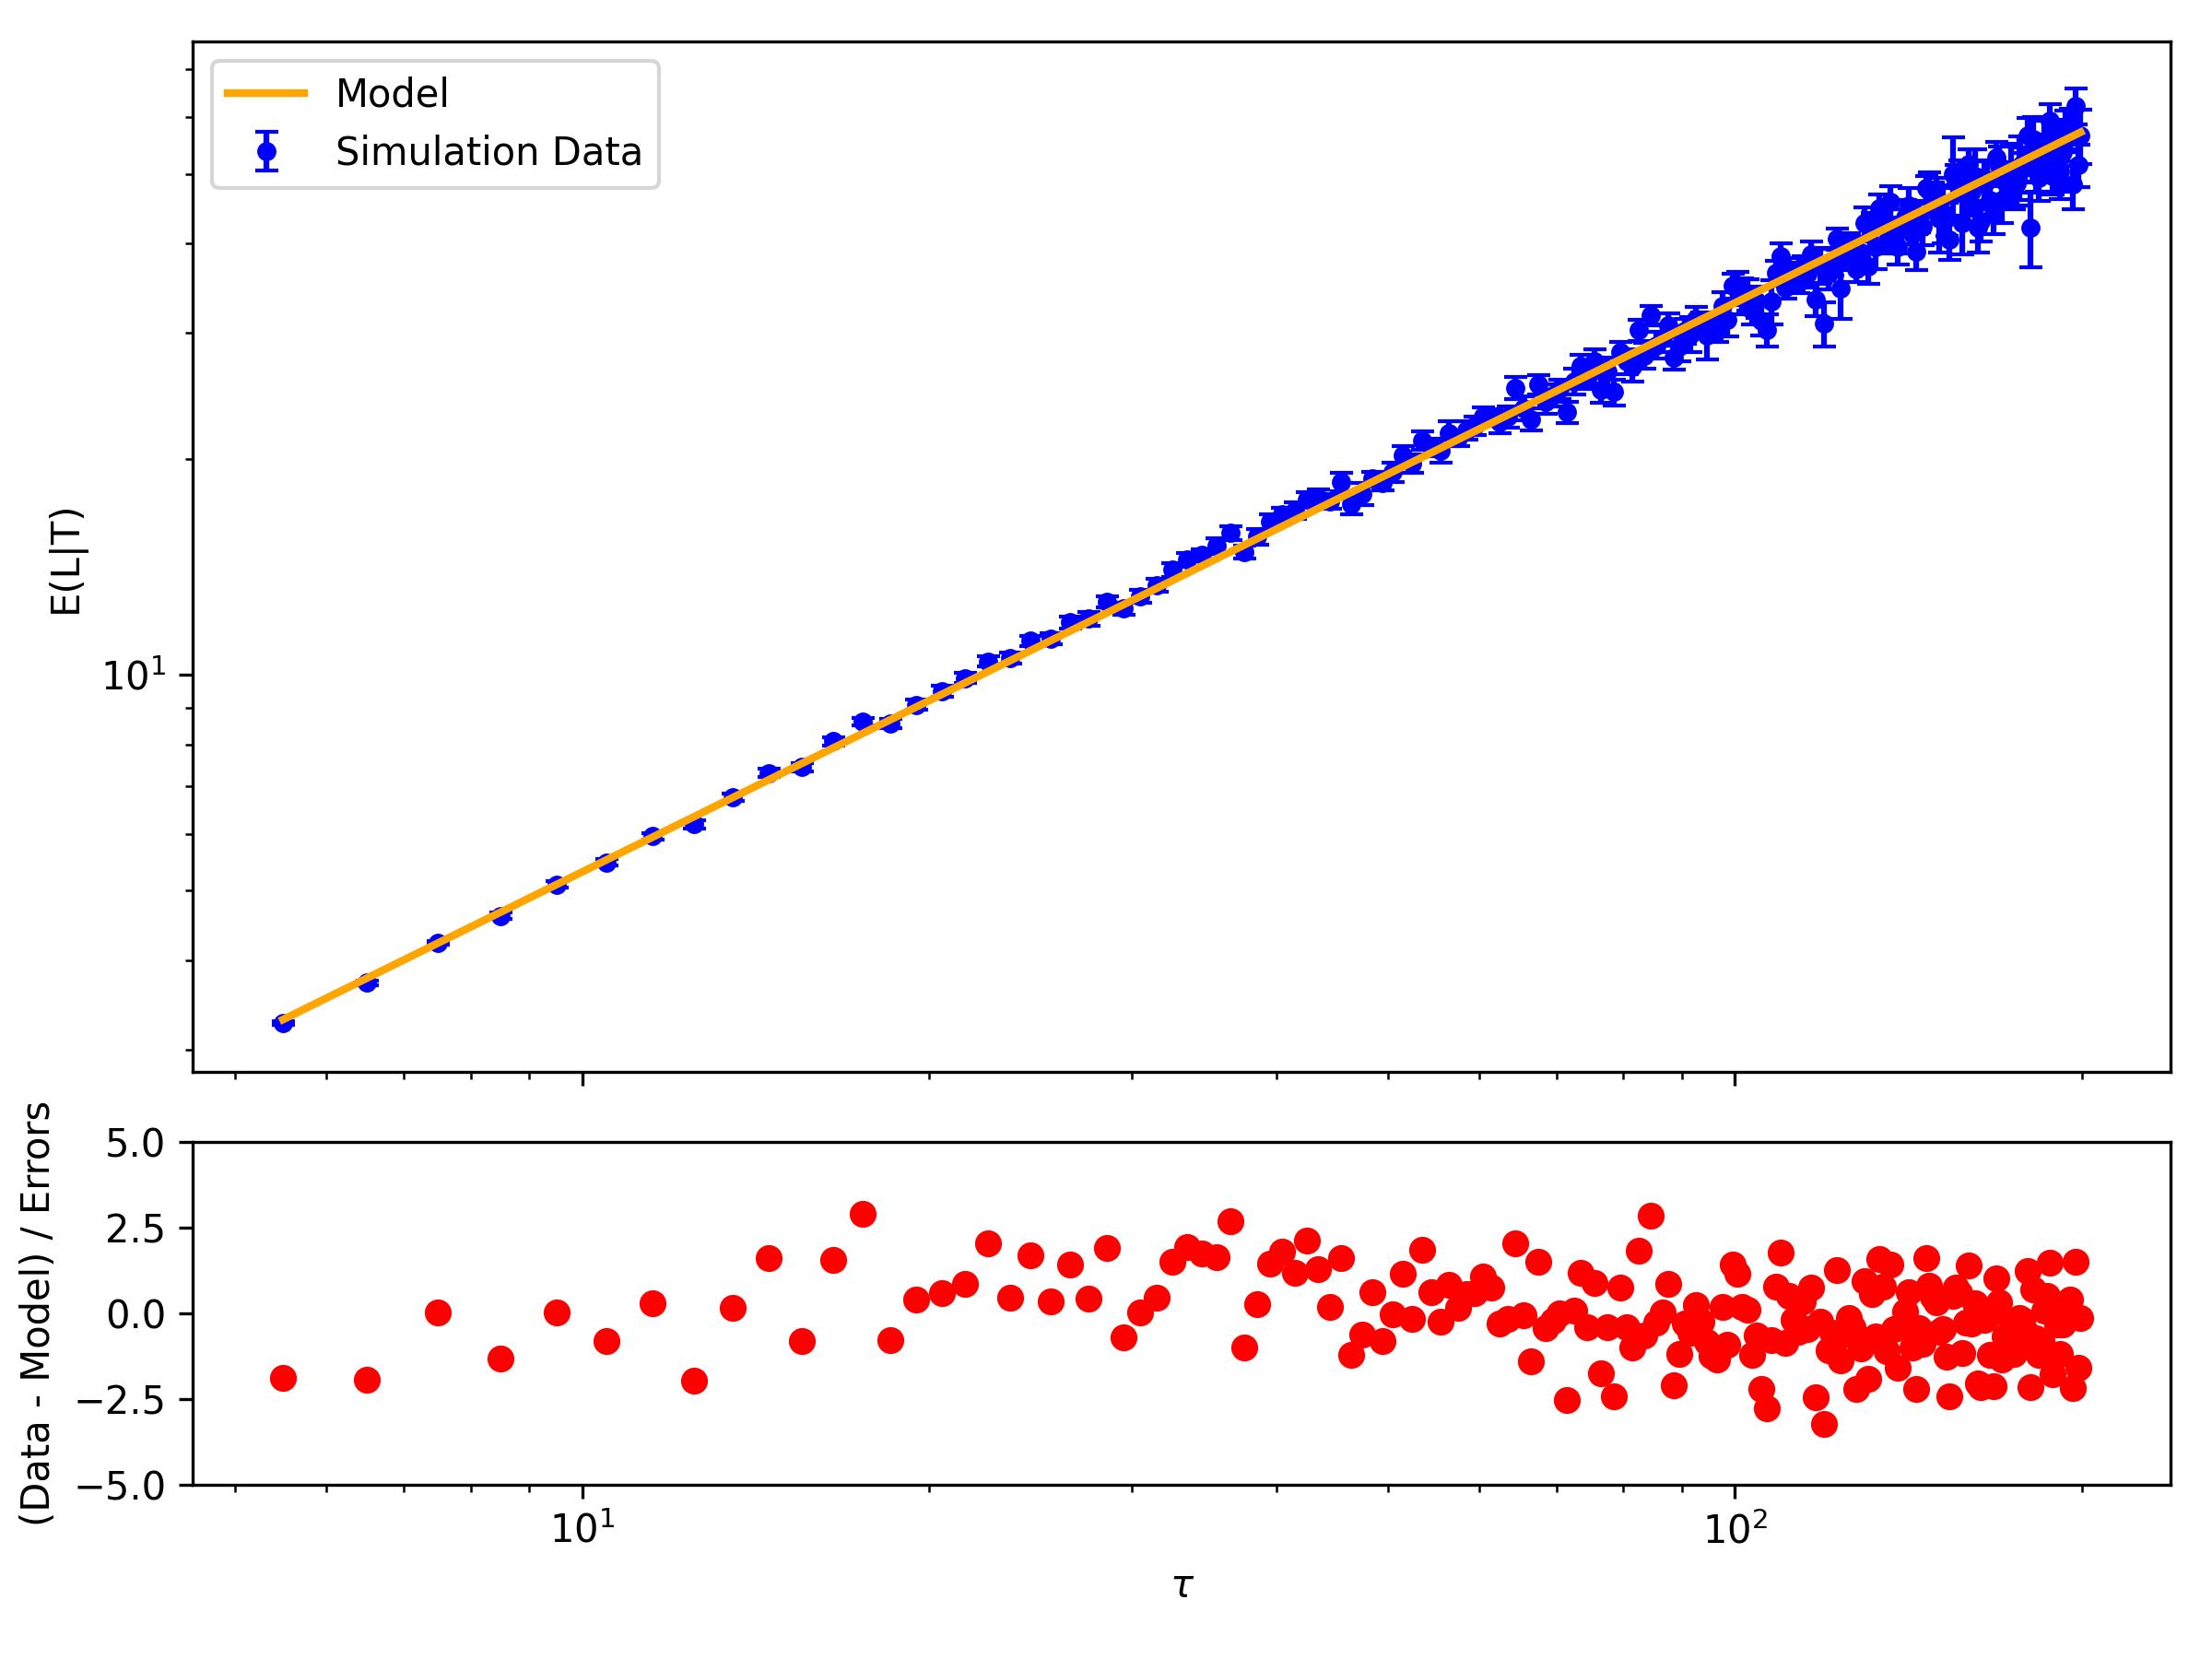 Model
Simulation Data
E(L|T)
10¹
(Data - Model) / Errors
5.0
2.5
0.0
−2.5
−5.0
10¹
10²
τ